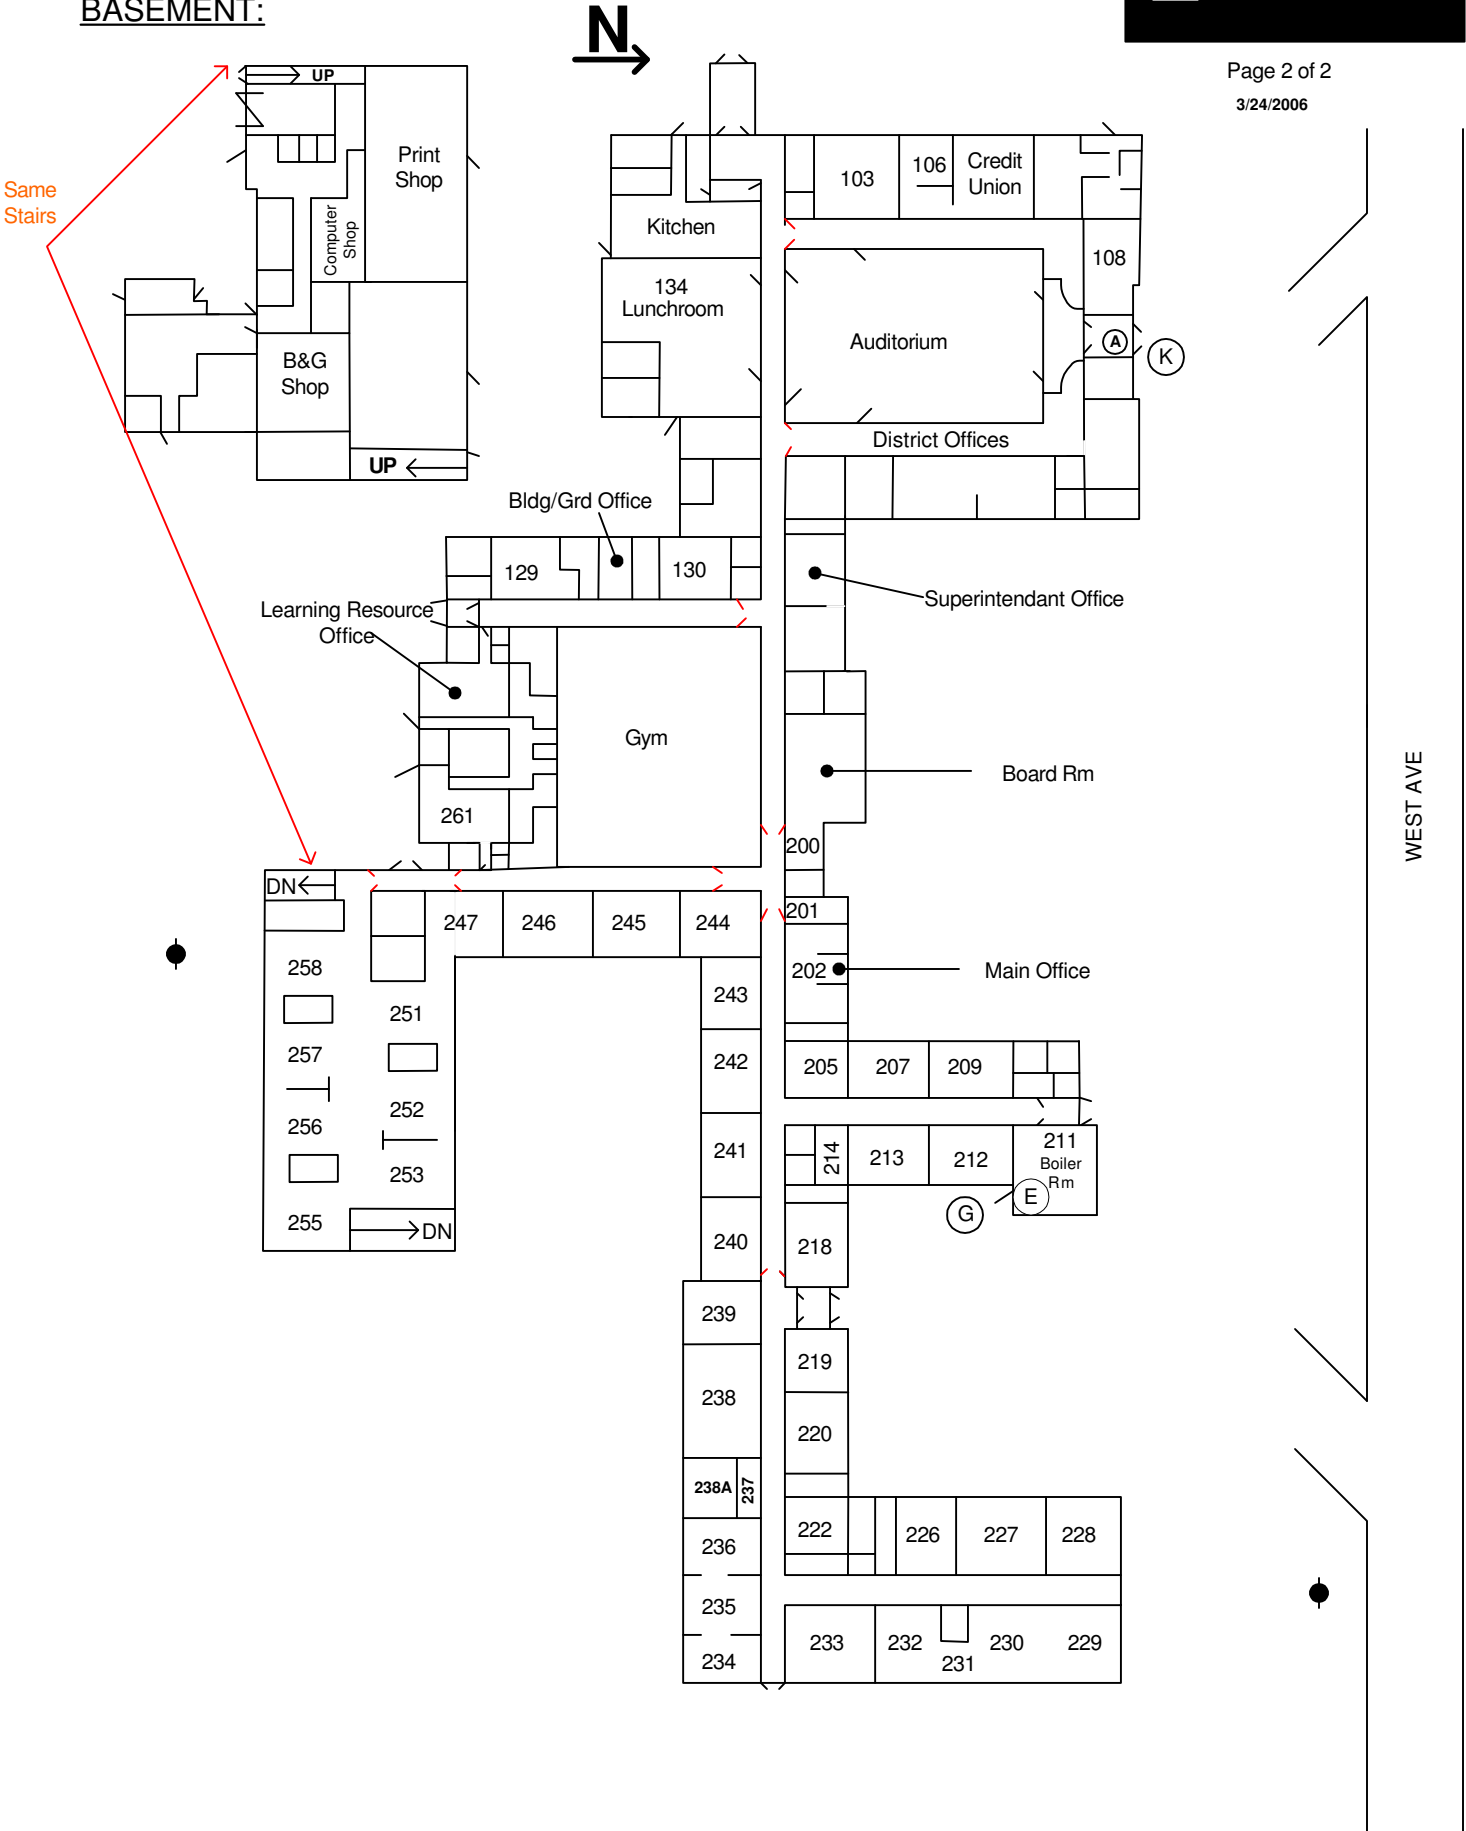 BASEMENT:
N
Page 2 of 2
3/24/2006
UP
Print
Shop
Same
Stairs
Computer
Shop
B&G
Shop
UP
103
106
Credit
Union
Kitchen
134
Lunchroom
108
Auditorium
A
K
District Offices
Bldg/Grd Office
129
130
Superintendant Office
Learning Resource
Office
Gym
Board Rm
WEST AVE
261
200
DN
201
247
246
245
244
258
202
Main Office
243
251
257
242
205
207
209
252
256
241
214
213
212
211
Boiler
Rm
253
E
G
255
DN
240
218
239
219
238
220
238A
237
222
226
227
228
236
235
233
232
230
229
234
231